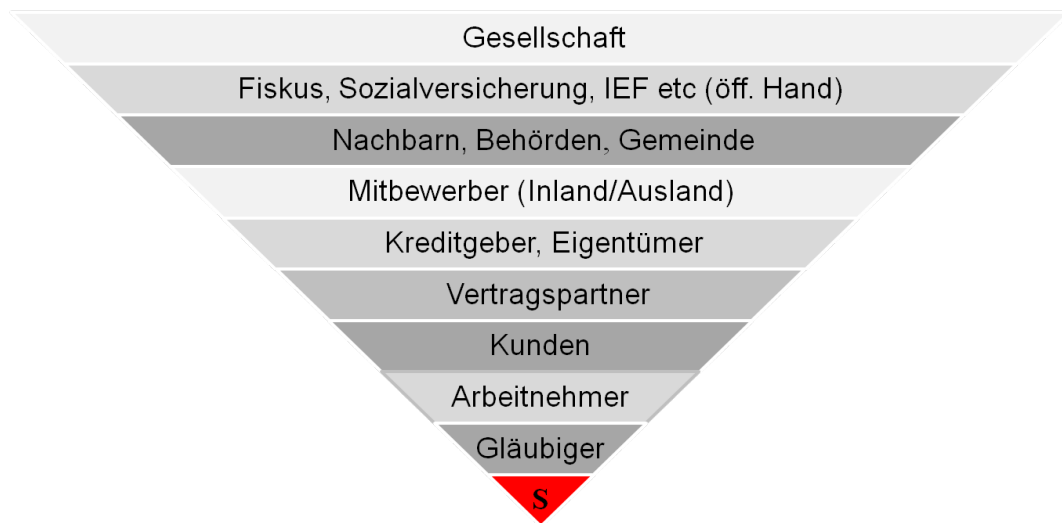 Gesellschaft
Fiskus, Sozialversicherung, IEF etc (öff. Hand)
Nachbarn, Behörden, Gemeinde
Mitbewerber (Inland/Ausland)
Kreditgeber, Eigentümer
Vertragspartner
Kunden
Arbeitnehmer
Gläubiger
S